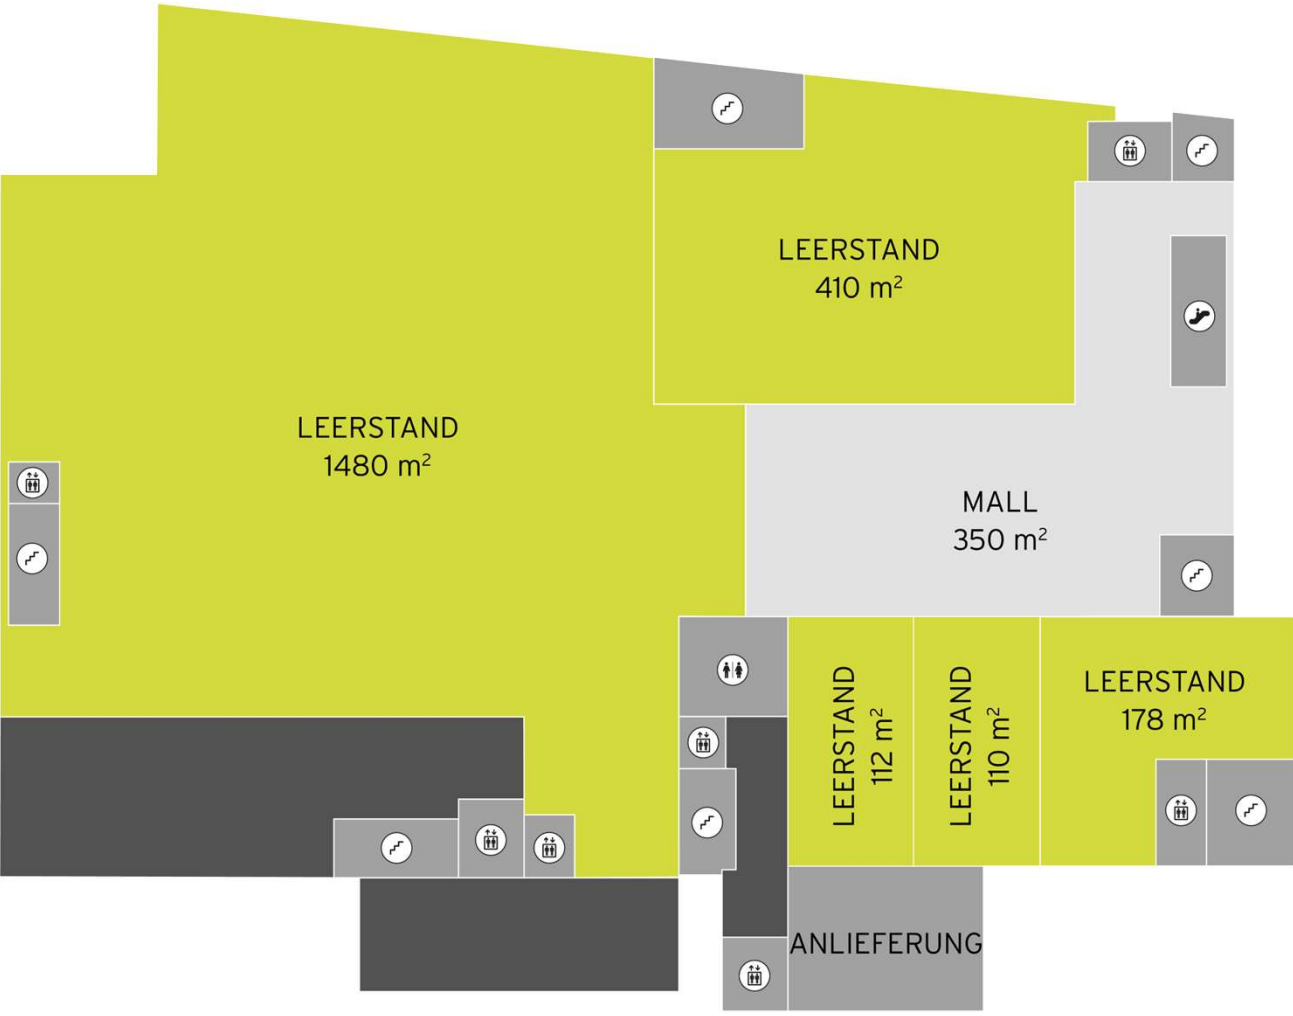 LEERSTAND
410 m²
LEERSTAND
1480 m²
MALL
350 m²
LEERSTAND
112 m²
LEERSTAND
110 m²
LEERSTAND
178 m²
ANLIEFERUNG